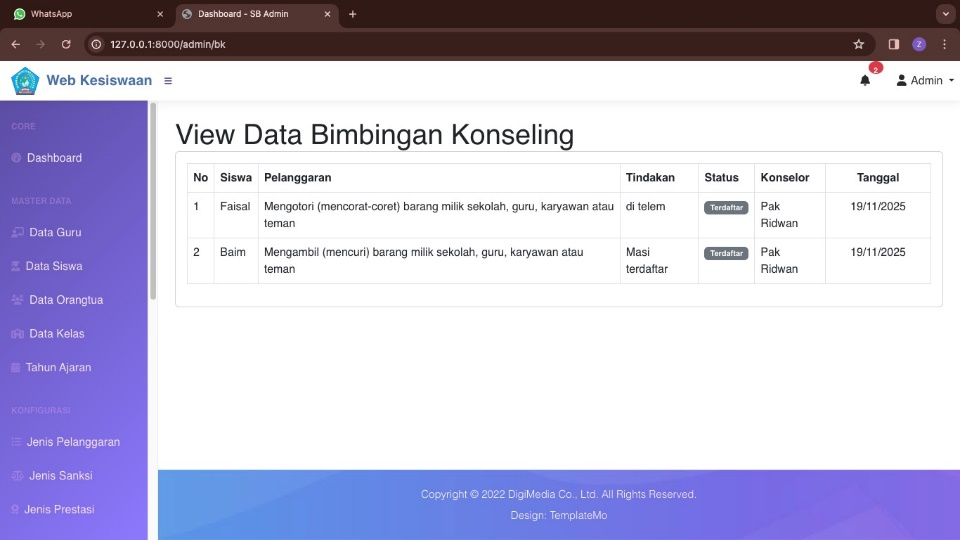 WhatsApp
Dashboard - SB Admin
127.0.0.1:8000/admin/bk
Z
Web Kesiswaan
2
Admin
CORE
Dashboard
MASTER DATA
Data Guru
Data Siswa
Data Orangtua
Data Kelas
Tahun Ajaran
KONFIGURASI
Jenis Pelanggaran
Jenis Sanksi
Jenis Prestasi
View Data Bimbingan Konseling
No Siswa Pelanggaran Tindakan Status Konselor Tanggal
1 Faisal Mengotori (mencorat-coret) barang milik sekolah, guru, karyawan atau di telem Terdaftar Pak 19/11/2025
teman Ridwan
2 Baim Mengambil (mencuri) barang milik sekolah, guru, karyawan atau Masi Terdaftar Pak 19/11/2025
teman terdaftar Ridwan
Copyright © 2022 DigiMedia Co., Ltd. All Rights Reserved.
Design: TemplateMo